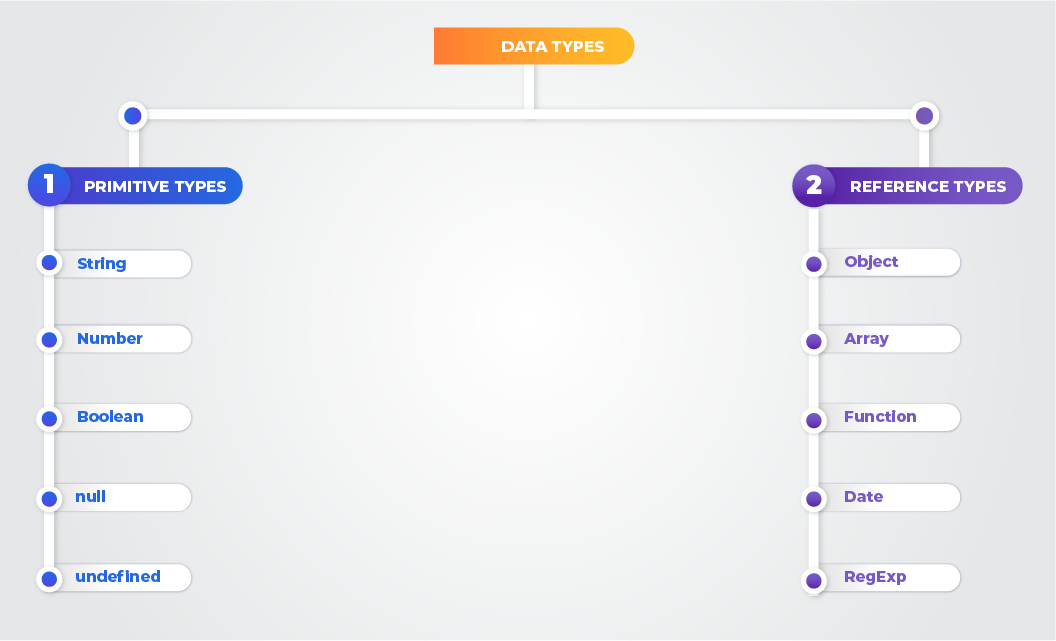 DATA TYPES
1
PRIMITIVE TYPES
String
Number
Boolean
null
undefined
2
REFERENCE TYPES
Object
Array
Function
Date
RegExp